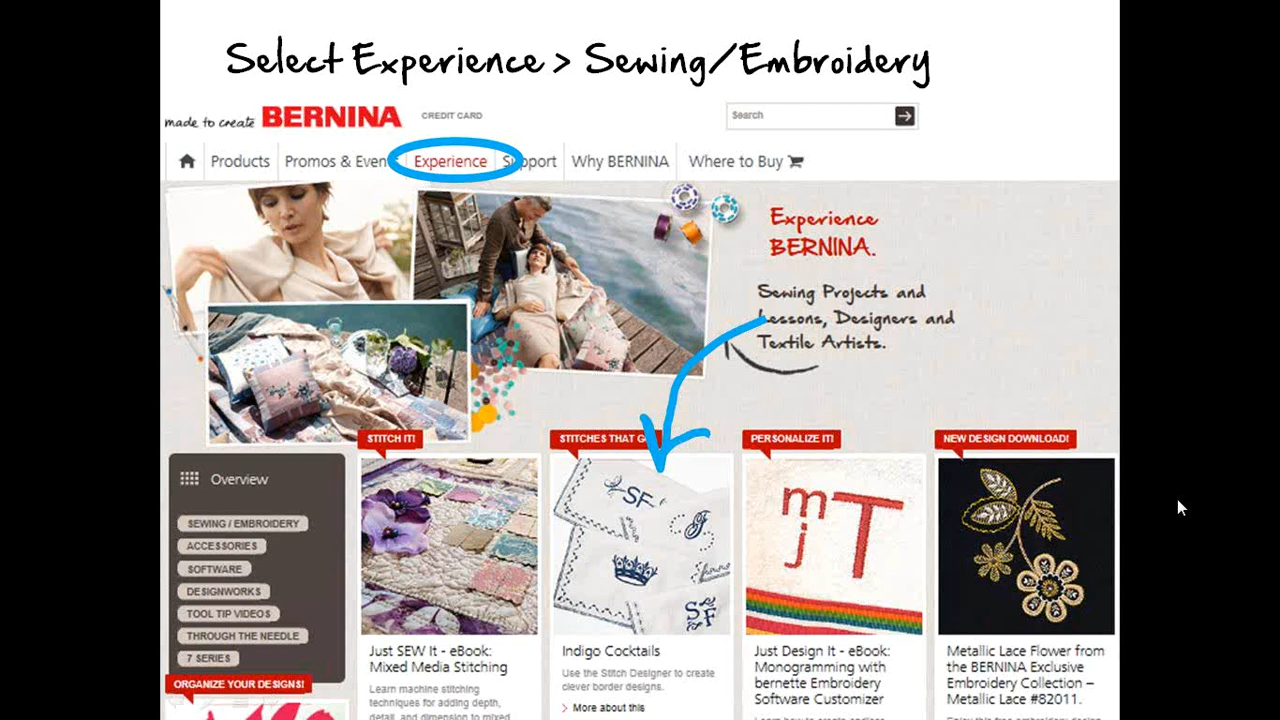 Select Experience > Sewing/Embroidery
made to create BERNINA CREDIT CARD
Search
Products Promos & Even Experience Support Why BERNINA Where to Buy
Experience
BERNINA.
Sewing Projects and
Lessons, Designers and
Textile Artists.
STITCH IT! STITCHES THAT G PERSONALIZE IT! NEW DESIGN DOWNLOAD!
Overview
SEWING / EMBROIDERY
ACCESSORIES
SOFTWARE
DESIGNWORKS
TOOL TIP VIDEOS
THROUGH THE NEEDLE
7 SERIES
ORGANIZE YOUR DESIGNS!
SF
m T
j
SF
Just SEW It - eBook:
Mixed Media Stitching
Learn machine stitching
techniques for adding depth,
detail, and dimension to mixed
Indigo Cocktails
Use the Stitch Designer to create
clever border designs.
More about this
Just Design It - eBook:
Monogramming with
bernette Embroidery
Software Customizer
Metallic Lace Flower from
the BERNINA Exclusive
Embroidery Collection –
Metallic Lace #82011.